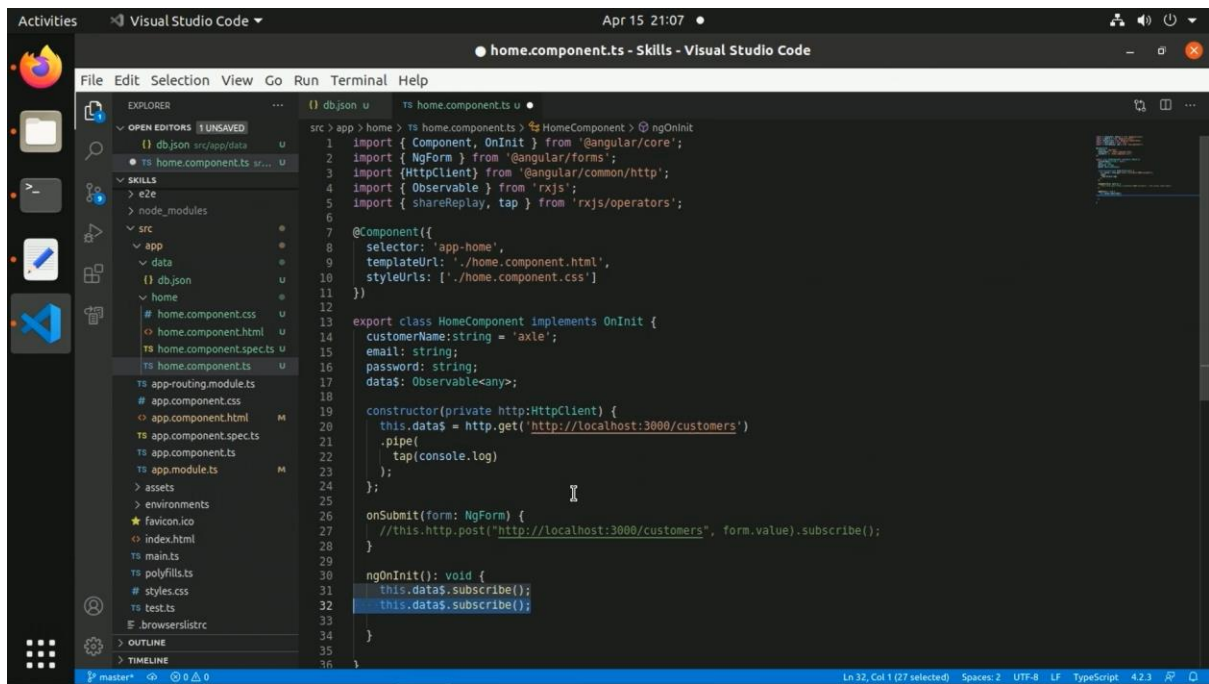 Activities Visual Studio Code Apr 15 21:07
home.component.ts - Skills - Visual Studio Code
File Edit Selection View Go Run Terminal Help
EXPLORER
OPEN EDITORS 1 UNSAVED
{} db.json src/app/data U
TS home.component.ts sr... U
SKILLS
e2e
node_modules
src
app
data
{} db.json U
home
# home.component.css U
<> home.component.html U
TS home.component.spec.ts U
TS home.component.ts U
TS app-routing.module.ts
# app.component.css
<> app.component.html M
TS app.component.spec.ts
TS app.component.ts
TS app.module.ts M
assets
environments
favicon.ico
<> index.html
TS main.ts
TS polyfills.ts
# styles.css
TS test.ts
.browserslistrc
OUTLINE
TIMELINE
{} db.json U TS home.component.ts U
src > app > home > TS home.component.ts > HomeComponent > ngOnInit
1 import { Component, OnInit } from '@angular/core';
2 import { NgForm } from '@angular/forms';
3 import {HttpClient} from '@angular/common/http';
4 import { Observable } from 'rxjs';
5 import { shareReplay, tap } from 'rxjs/operators';
6
7 @Component({
8 selector: 'app-home',
9 templateUrl: './home.component.html',
10 styleUrls: ['./home.component.css']
11 })
12
13 export class HomeComponent implements OnInit {
14 customerName:string = 'axle';
15 email: string;
16 password: string;
17 data$: Observable<any>;
18
19 constructor(private http:HttpClient) {
20 this.data$ = http.get('http://localhost:3000/customers')
21 .pipe(
22 tap(console.log)
23 );
24 };
25
26 onSubmit(form: NgForm) {
27 //this.http.post("http://localhost:3000/customers", form.value).subscribe();
28 }
29
30 ngOnInit(): void {
31 this.data$.subscribe();
32 this.data$.subscribe();
33
34 }
35
36 }
master* 0 0 0 Ln 32, Col 1 (27 selected) Spaces: 2 UTF-8 LF TypeScript 4.2.3